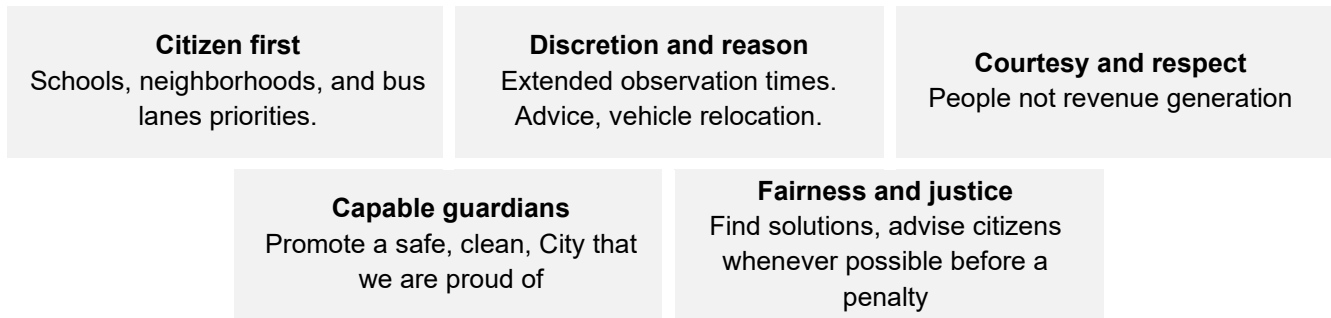 Citizen first
Schools, neighborhoods, and bus
lanes priorities.
Discretion and reason
Extended observation times.
Advice, vehicle relocation.
Courtesy and respect
People not revenue generation
Capable guardians
Promote a safe, clean, City that
we are proud of
Fairness and justice
Find solutions, advise citizens
whenever possible before a
penalty